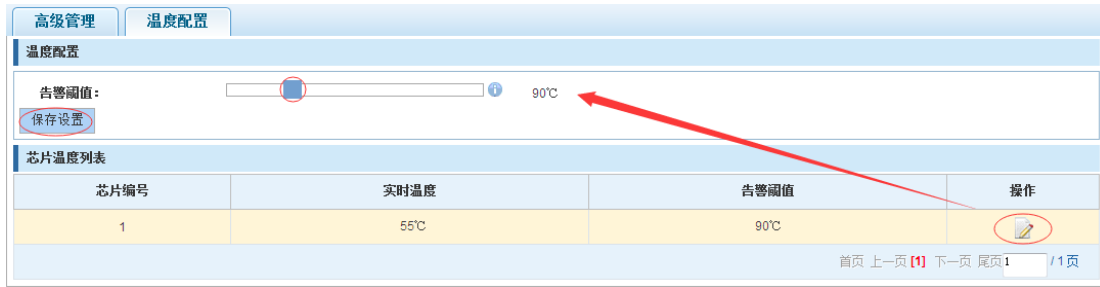 高级管理 温度配置
温度配置
告警阈值： 90℃
保存设置
芯片温度列表
芯片编号 实时温度 告警阈值 操作
1 55℃ 90℃
首页 上一页 [1] 下一页 尾页 1 / 1 页